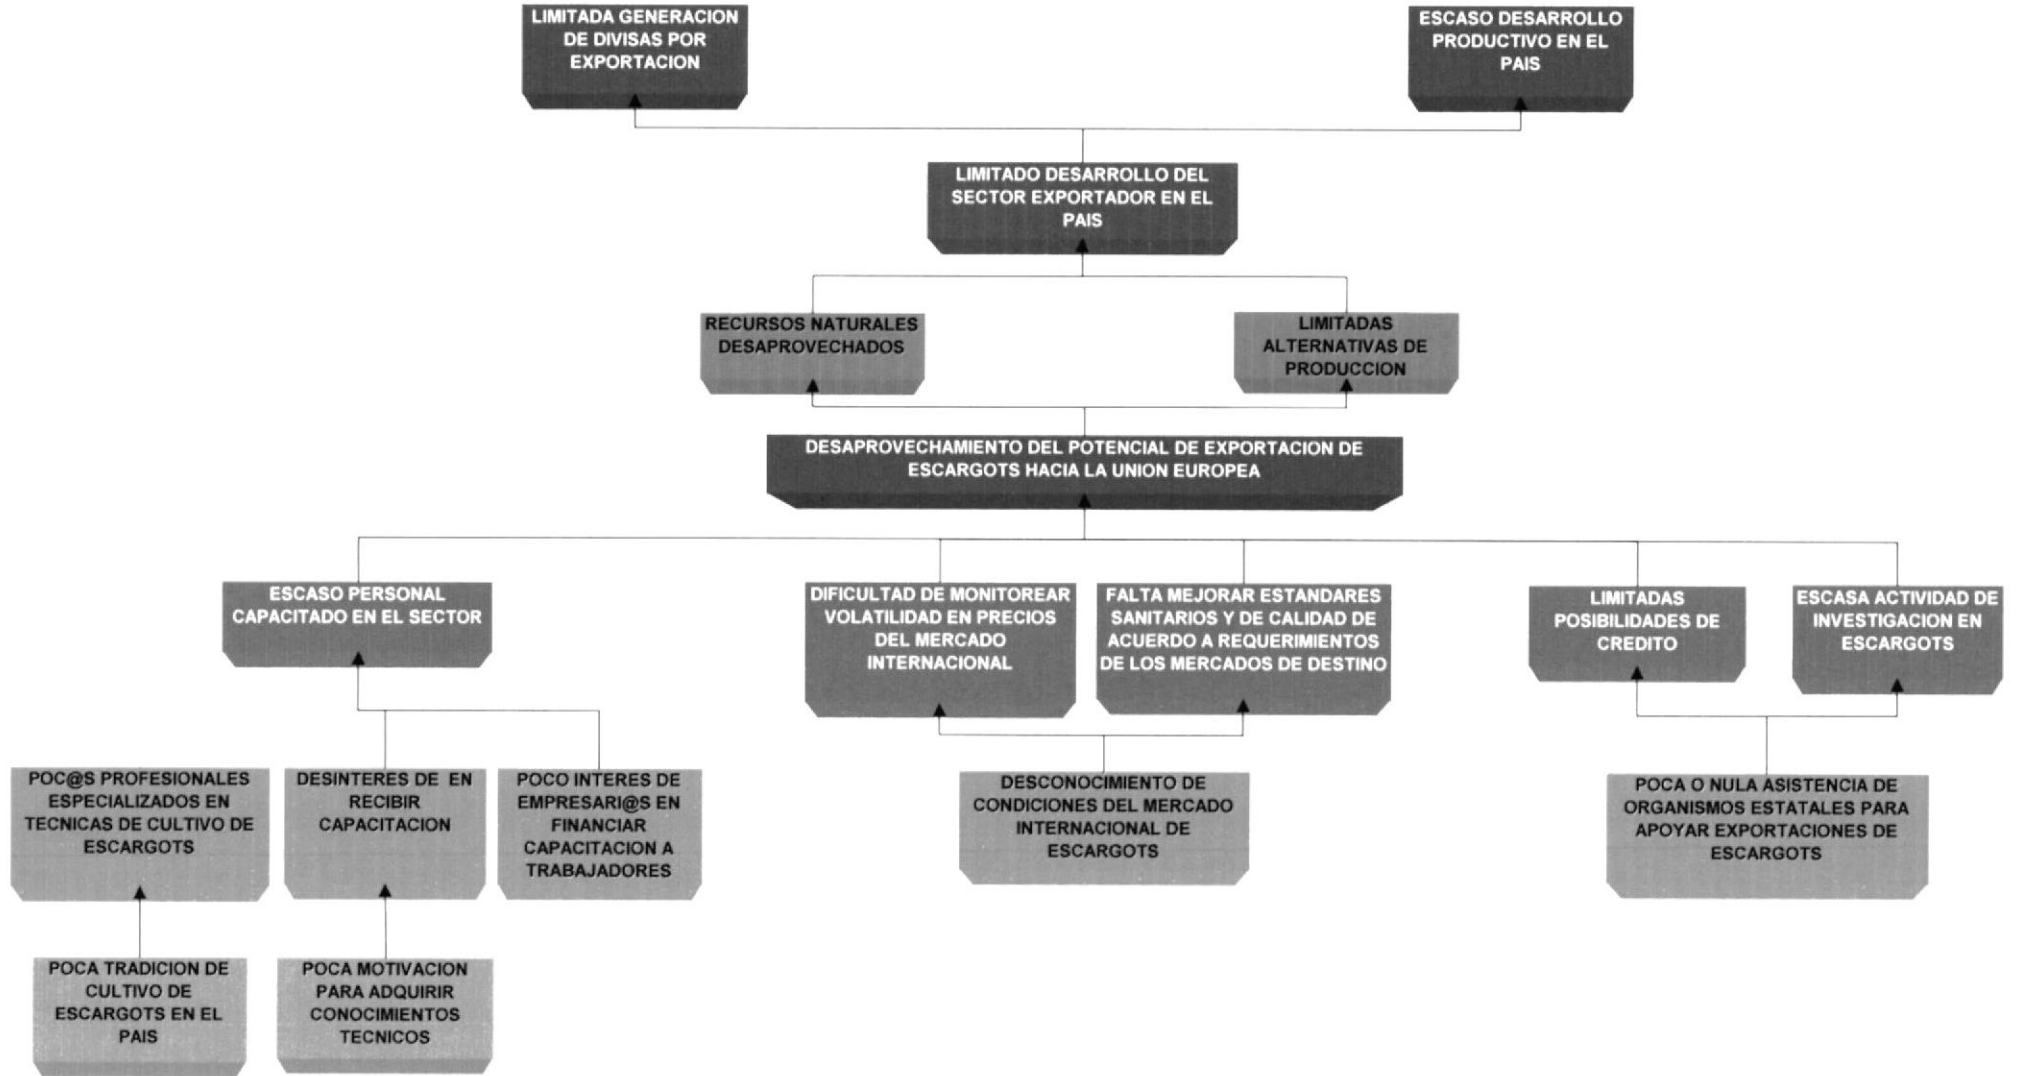 LIMITADA GENERACION
DE DIVISAS POR
EXPORTACION
ESCASO DESARROLLO
PRODUCTIVO EN EL
PAIS
LIMITADO DESARROLLO DEL
SECTOR EXPORTADOR EN EL
PAIS
RECURSOS NATURALES
DESAPROVECHADOS
LIMITADAS
ALTERNATIVAS DE
PRODUCCION
DESAPROVECHAMIENTO DEL POTENCIAL DE EXPORTACION DE
ESCARGOTS HACIA LA UNION EUROPEA
ESCASO PERSONAL
CAPACITADO EN EL SECTOR
DIFICULTAD DE MONITOREAR
VOLATILIDAD EN PRECIOS
DEL MERCADO
INTERNACIONAL
FALTA MEJORAR ESTANDARES
SANITARIOS Y DE CALIDAD DE
ACUERDO A REQUERIMIENTOS
DE LOS MERCADOS DE DESTINO
LIMITADAS
POSIBILIDADES DE
CREDITO
ESCASA ACTIVIDAD DE
INVESTIGACION EN
ESCARGOTS
POC@S PROFESIONALES
ESPECIALIZADOS EN
TECNICAS DE CULTIVO DE
ESCARGOTS
DESINTERES DE EN
RECIBIR
CAPACITACION
POCO INTERES DE
EMPRESARI@S EN
FINANCIAR
CAPACITACION A
TRABAJADORES
DESCONOCIMIENTO DE
CONDICIONES DEL MERCADO
INTERNACIONAL DE
ESCARGOTS
POCA O NULA ASISTENCIA DE
ORGANISMOS ESTATALES PARA
APOYAR EXPORTACIONES DE
ESCARGOTS
POCA TRADICION DE
CULTIVO DE
ESCARGOTS EN EL
PAIS
POCA MOTIVACION
PARA ADQUIRIR
CONOCIMIENTOS
TECNICOS